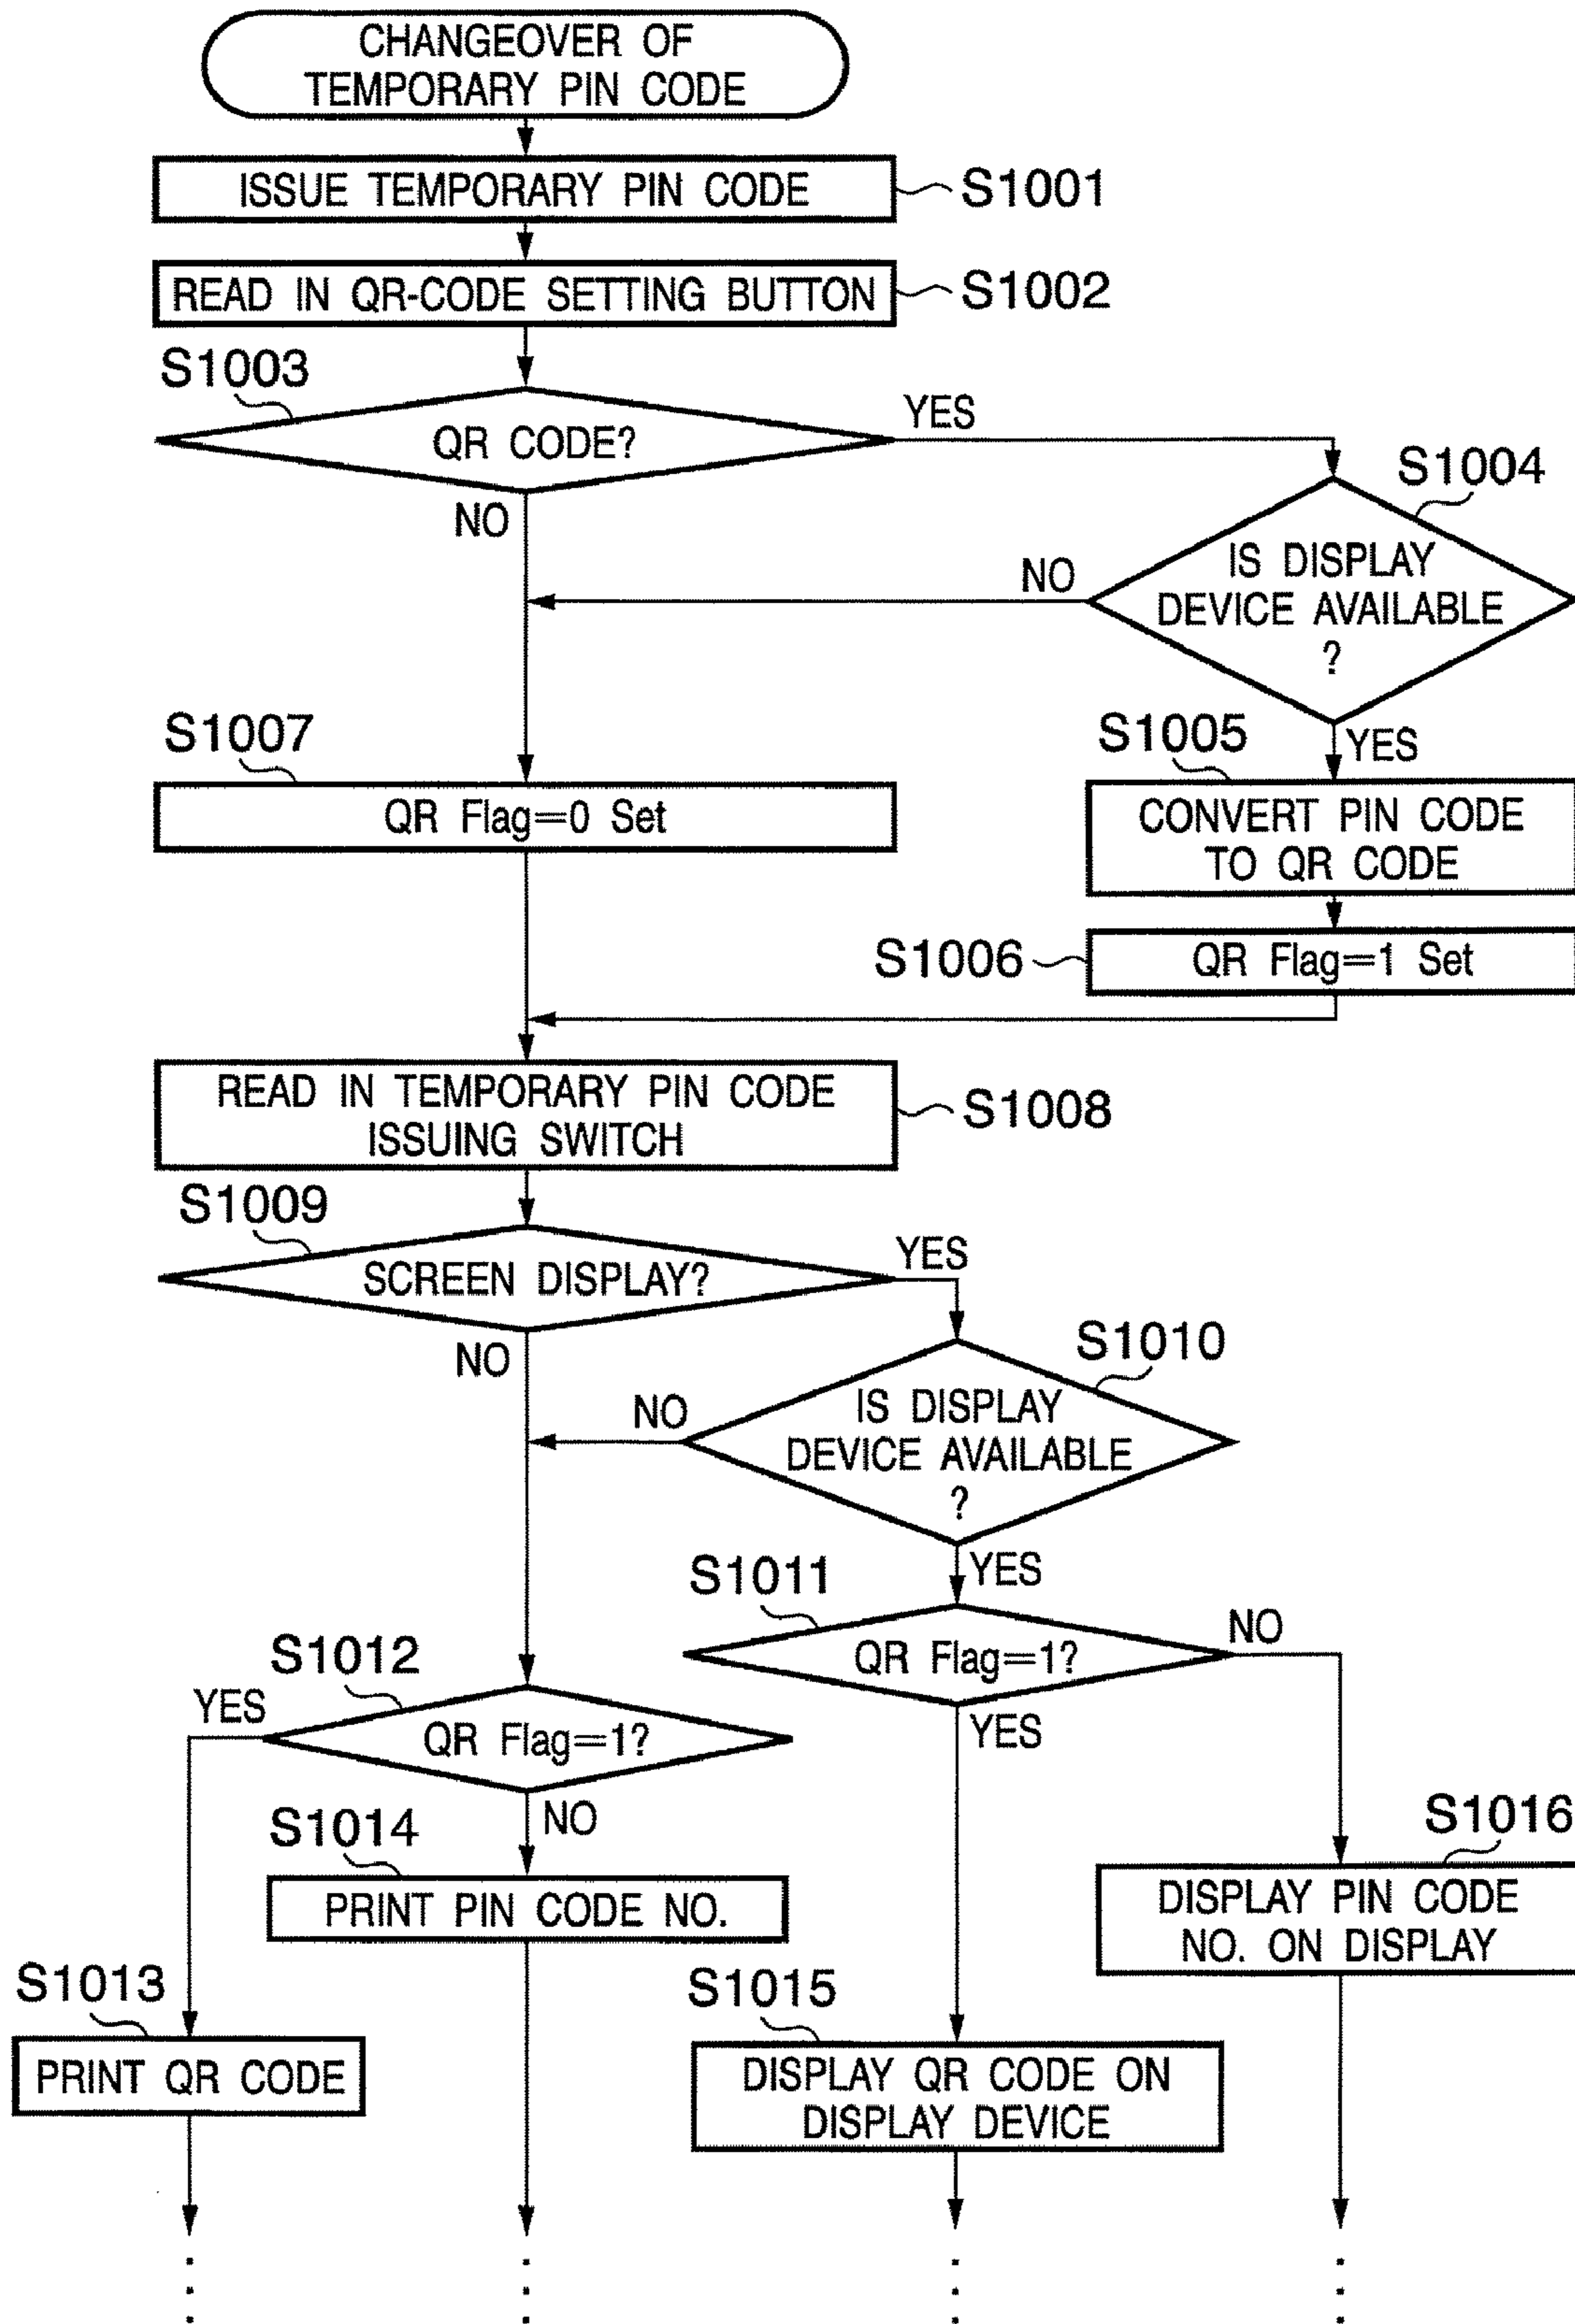 CHANGEOVER OF
TEMPORARY PIN CODE
ISSUE TEMPORARY PIN CODE
S1001
READ IN QR-CODE SETTING BUTTON
S1002
S1003
QR CODE?
YES
NO
S1004
IS DISPLAY
DEVICE AVAILABLE
?
NO
YES
S1007
QR Flag=0 Set
S1005
CONVERT PIN CODE
TO QR CODE
S1006
QR Flag=1 Set
READ IN TEMPORARY PIN CODE
ISSUING SWITCH
S1008
S1009
SCREEN DISPLAY?
YES
NO
S1010
IS DISPLAY
DEVICE AVAILABLE
?
NO
YES
S1011
QR Flag=1?
NO
YES
S1012
YES
QR Flag=1?
NO
S1014
PRINT PIN CODE NO.
S1016
DISPLAY PIN CODE
NO. ON DISPLAY
S1013
PRINT QR CODE
S1015
DISPLAY QR CODE ON
DISPLAY DEVICE